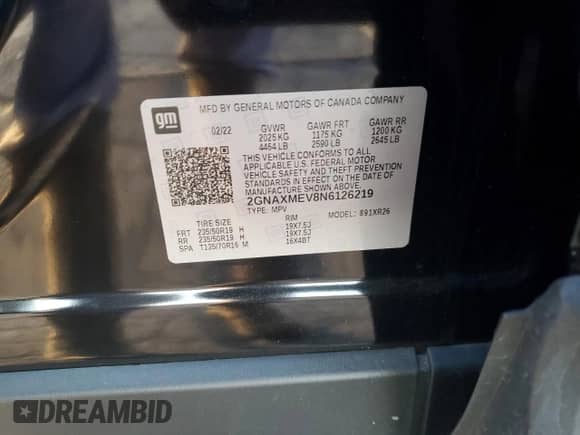 gm
MFD BY GENERAL MOTORS OF CANADA COMPANY
02/22 GVWR GAWR FRT GAWR RR
2025 KG 1175 KG 1200 KG
4464 LB 2590 LB 2645 LB
THIS VEHICLE CONFORMS TO ALL
APPLICABLE U.S. FEDERAL MOTOR
VEHICLE SAFETY, BUMPER, AND THEFT
PREVENTION STANDARDS IN EFFECT ON
THE DATE OF MANUFACTURE SHOWN ABOVE.
2GNAXMEV8N6126219
TYPE: MPV MODEL: 891XR26
TIRE SIZE RIM
FRT 235/50R19 H 19X7.5J
RR 235/50R19 H 19X7.5J
SPA T135/70R16 M 16X4BT
DREAMBID